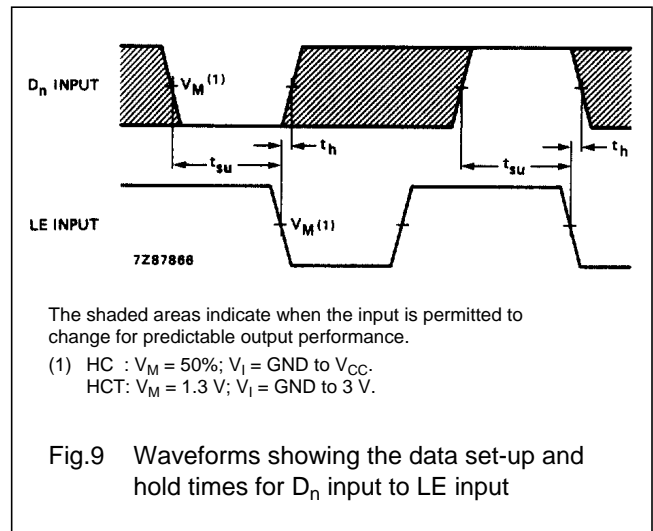 Dn INPUT
VM(1)
th
tsu
th
tsu
LE INPUT
VM(1)
7Z87866
The shaded areas indicate when the input is permitted to
change for predictable output performance.
(1) HC : VM = 50%; VI = GND to VCC.
HCT: VM = 1.3 V; VI = GND to 3 V.
Fig.9 Waveforms showing the data set-up and
hold times for Dn input to LE input